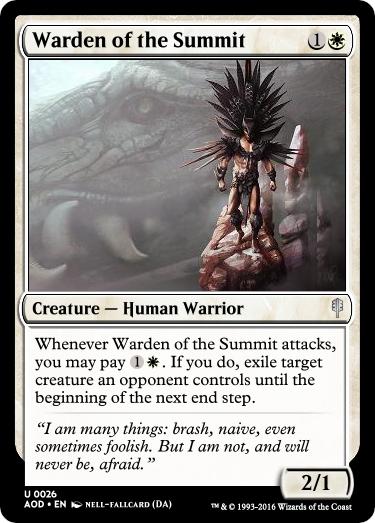 Warden of the Summit 1
Creature — Human Warrior
Whenever Warden of the Summit attacks,
you may pay 1. If you do, exile target
creature an opponent controls until the
beginning of the next end step.
“I am many things: brash, naive, even
sometimes foolish. But I am not, and will
never be, afraid.”
2/1
U 0026
AOD • EN NELL-FALLCARD (DA)
™ & © 1993-2016 Wizards of the Coast